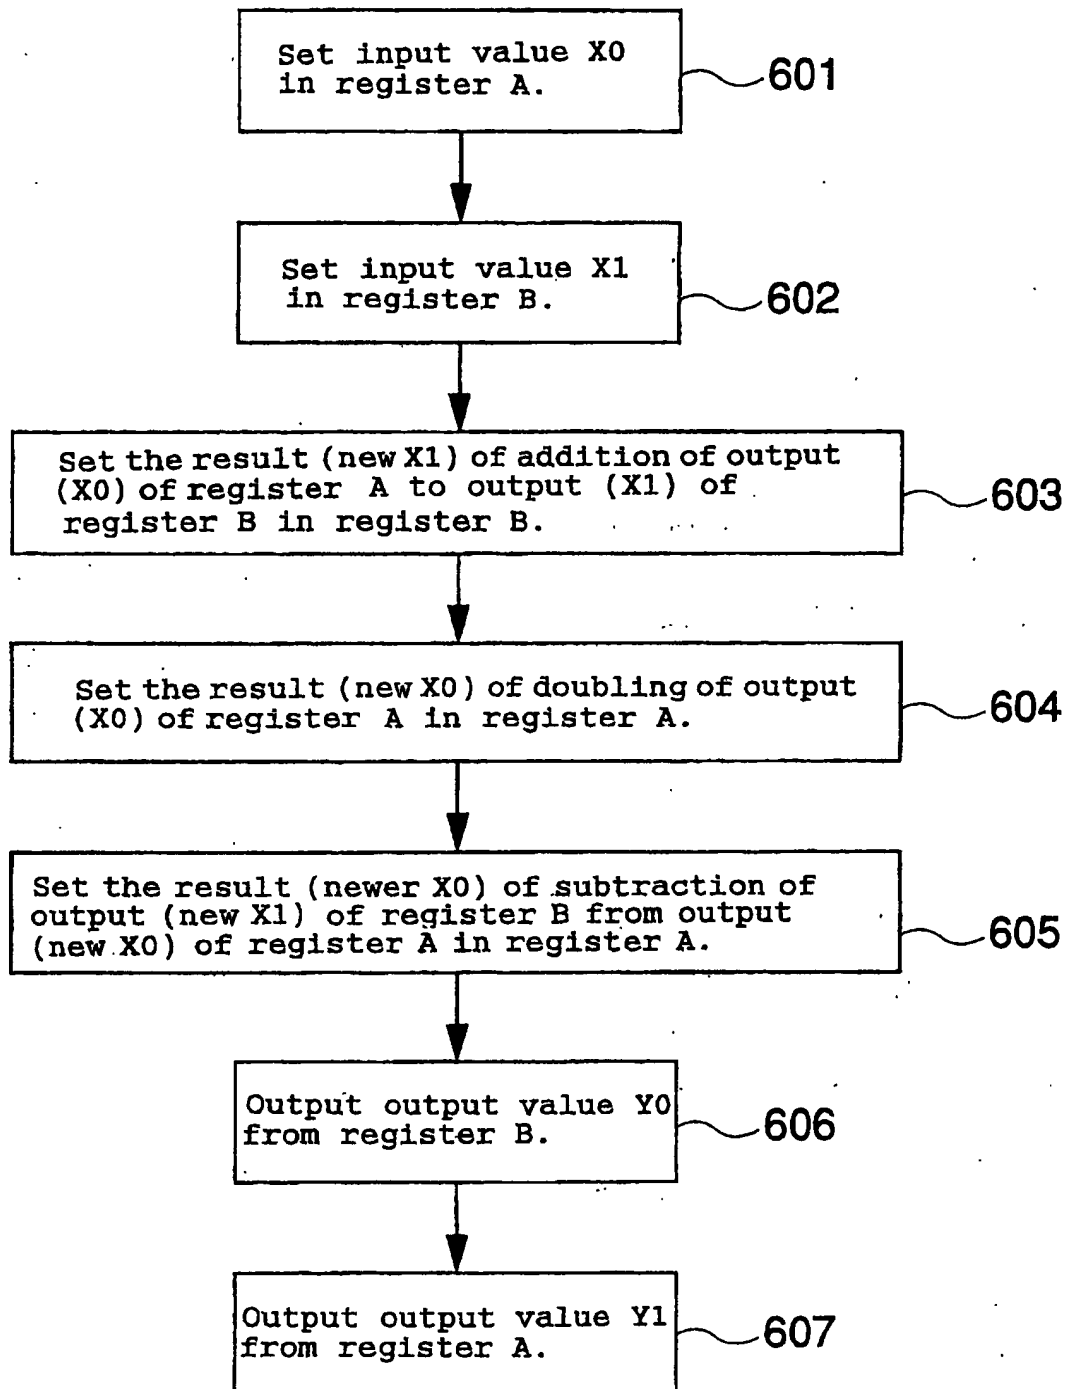 Set input value X0
in register A.
601
Set input value X1
in register B.
602
Set the result (new X1) of addition of output
(X0) of register A to output (X1) of
register B in register B.
603
Set the result (new X0) of doubling of output
(X0) of register A in register A.
604
Set the result (newer X0) of subtraction of
output (new X1) of register B from output
(new X0) of register A in register A.
605
Output output value Y0
from register B.
606
Output output value Y1
from register A.
607